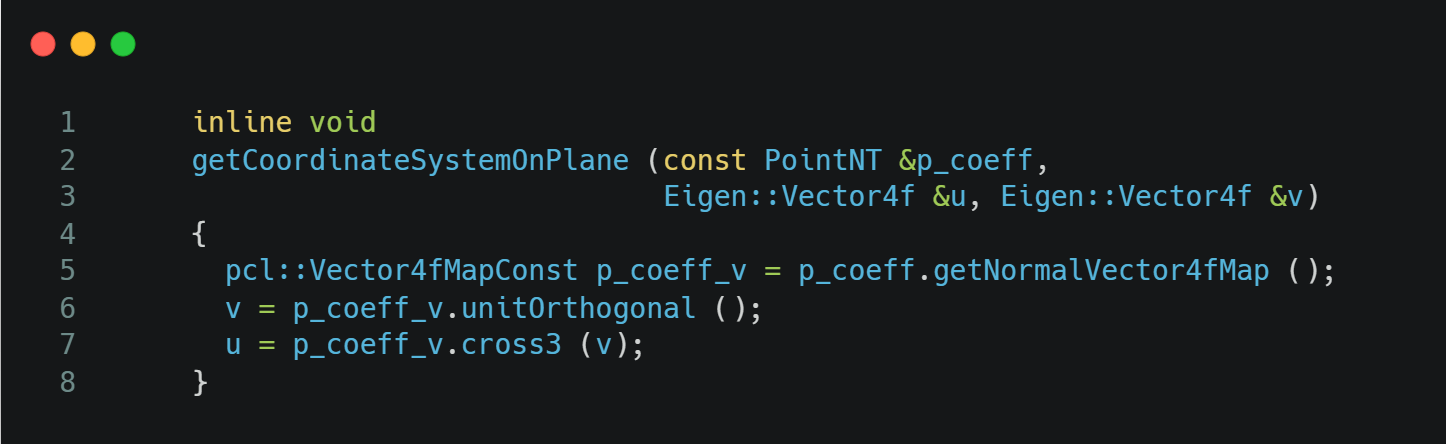 1 inline void
2 getCoordinateSystemOnPlane (const PointNT &p_coeff,
3 Eigen::Vector4f &u, Eigen::Vector4f &v)
4 {
5 pcl::Vector4fMapConst p_coeff_v = p_coeff.getNormalVector4fMap ();
6 v = p_coeff_v.unitOrthogonal ();
7 u = p_coeff_v.cross3 (v);
8 }